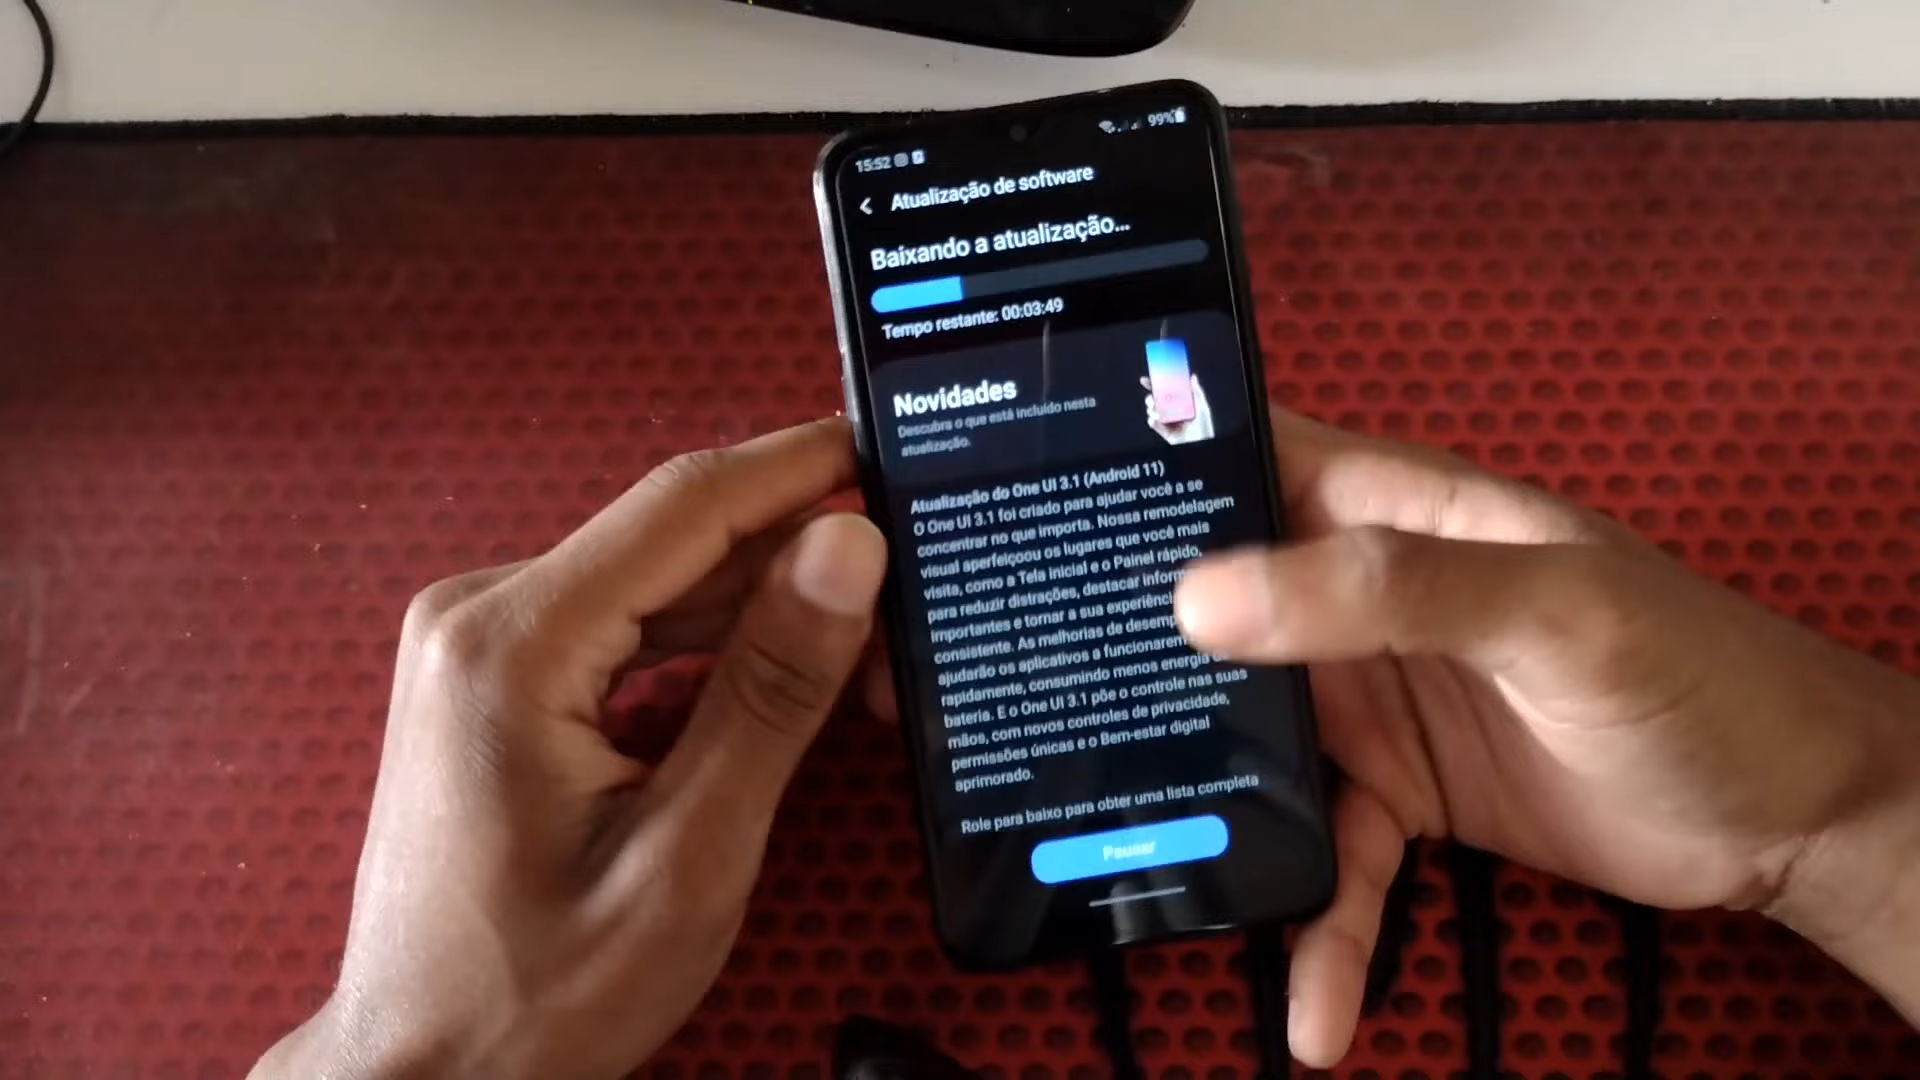 15:52
99%
Atualização de software
Baixando a atualização...
Tempo restante: 00:03:49
Novidades
Descubra o que está incluído nesta
atualização.
Atualização do One UI 3.1 (Android 11)
O One UI 3.1 foi criado para ajudar você a se
concentrar no que importa. Nossa remodelagem
visual aperfeiçoou os lugares que você mais
visita, como a Tela inicial e o Painel rápido,
para reduzir distrações, destacar
importantes e tornar a sua
consistente. As melhorias de
ajudarão os aplicativos a funcionarem
rapidamente, consumindo menos energia
bateria. E o One UI 3.1 põe o controle nas suas
mãos, com novos controles de privacidade,
permissões únicas e o Bem-estar digital
aprimorado.
Role para baixo para obter uma lista completa
Pausar